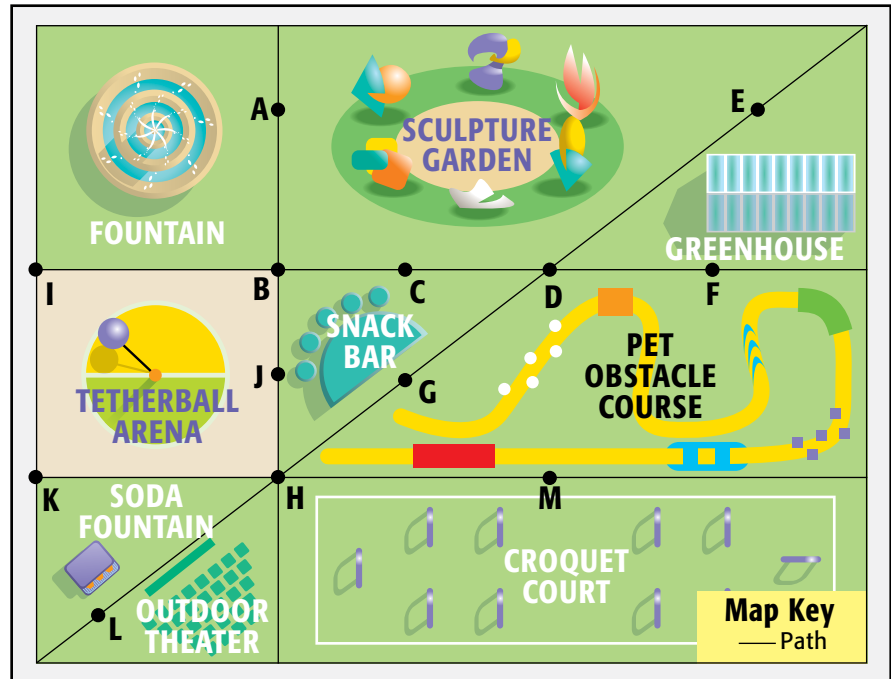 A
E
SCULPTURE
GARDEN
FOUNTAIN
GREENHOUSE
I
B
C
D
F
SNACK
BAR
PET
OBSTACLE
COURSE
J
G
TETHERBALL
ARENA
K
H
M
SODA
FOUNTAIN
CROQUET
COURT
L
OUTDOOR
THEATER
Map Key
Path